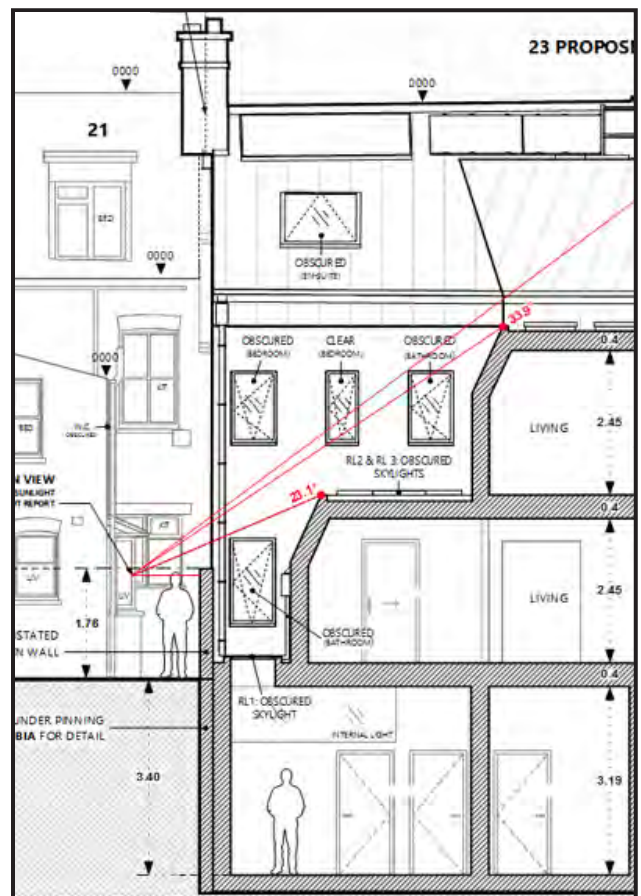 23 PROPOSE
0000
0000
21
BED
OBSCURED
(EN-SUITE)
0000
33.9°
0.4
OBSCURED
(BEDROOM)
CLEAR
(BEDROOM)
OBSCURED
(BATHROOM)
0000
KIT
W.C
OBSCURED
BED
LIVING
2.45
RL2 & RL 3: OBSCURED
SKYLIGHTS
N VIEW
SUNLIGHT
T REPORT
23.1°
0.4
KIT
LIV
LIV
1.76
2.45
LIVING
ISTATED
N WALL
OBSCURED
(BATHROOM)
0.4
RL1: OBSCURED
SKYLIGHT
UNDER PINNING
BIA FOR DETAIL
INTERNAL LIGHT
3.40
3.19